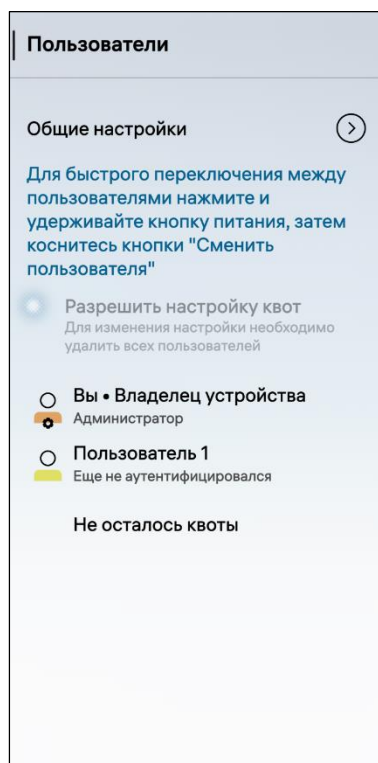 Пользователи
Общие настройки
Для быстрого переключения между
пользователями нажмите и
удерживайте кнопку питания, затем
коснитесь кнопки "Сменить
пользователя"
Разрешить настройку квот
Для изменения настройки необходимо
удалить всех пользователей
Вы • Владелец устройства
Администратор
Пользователь 1
Еще не аутентифицировался
Не осталось квоты